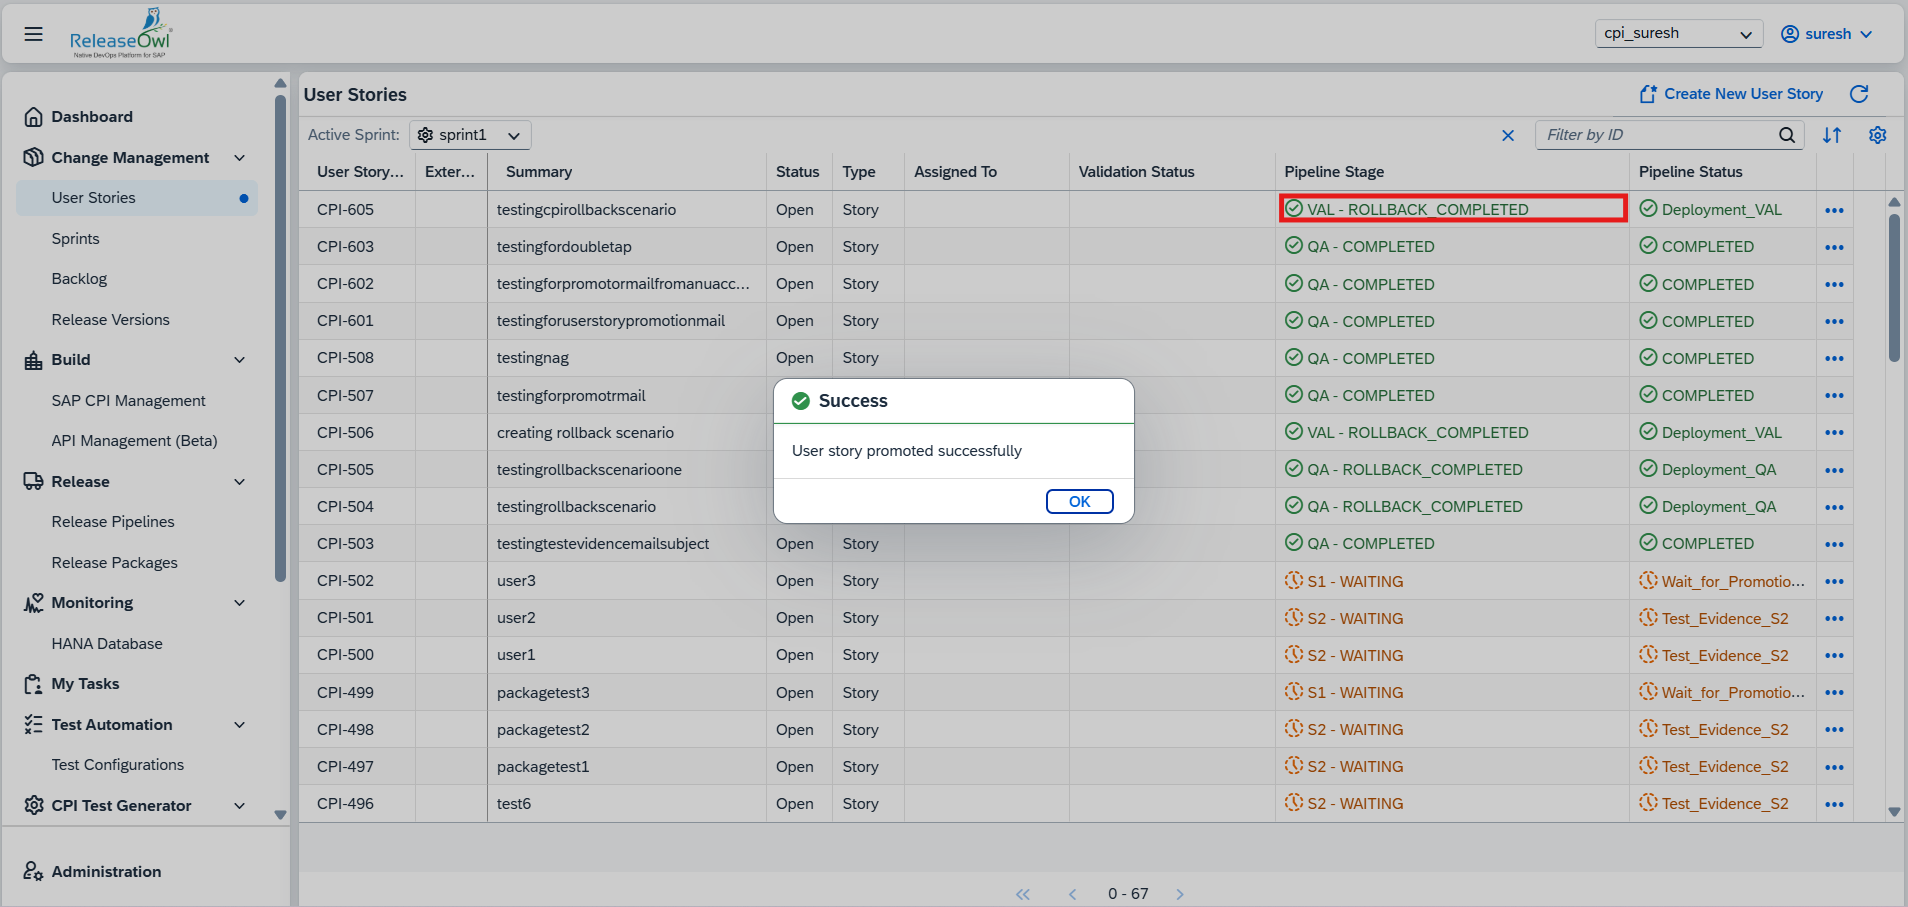 ReleaseOwl
Native DevOps Platform for SAP
cpi_suresh
suresh
Dashboard
Change Management
User Stories
Sprints
Backlog
Release Versions
Build
SAP CPI Management
API Management (Beta)
Release
Release Pipelines
Release Packages
Monitoring
HANA Database
My Tasks
Test Automation
Test Configurations
CPI Test Generator
Administration
User Stories
Create New User Story
Active Sprint: sprint1
Filter by ID
User Story... Exter... Summary Status Type Assigned To Validation Status Pipeline Stage Pipeline Status
CPI-605 testingcpirollbackscenario Open Story VAL - ROLLBACK_COMPLETED Deployment_VAL
CPI-603 testingfordoubletap Open Story QA - COMPLETED COMPLETED
CPI-602 testingforpromotormailfromanuacc... Open Story QA - COMPLETED COMPLETED
CPI-601 testingforuserstorypromotionmail Open Story QA - COMPLETED COMPLETED
CPI-508 testingnag Open Story QA - COMPLETED COMPLETED
CPI-507 testingforpromotrmail QA - COMPLETED COMPLETED
CPI-506 creating rollback scenario VAL - ROLLBACK_COMPLETED Deployment_VAL
CPI-505 testingrollbackscenarioone QA - ROLLBACK_COMPLETED Deployment_QA
CPI-504 testingrollbackscenario QA - ROLLBACK_COMPLETED Deployment_QA
CPI-503 testingtestevidencemailsubject Open Story QA - COMPLETED COMPLETED
CPI-502 user3 Open Story S1 - WAITING Wait_for_Promotio...
CPI-501 user2 Open Story S2 - WAITING Test_Evidence_S2
CPI-500 user1 Open Story S2 - WAITING Test_Evidence_S2
CPI-499 packagetest3 Open Story S1 - WAITING Wait_for_Promotio...
CPI-498 packagetest2 Open Story S2 - WAITING Test_Evidence_S2
CPI-497 packagetest1 Open Story S2 - WAITING Test_Evidence_S2
CPI-496 test6 Open Story S2 - WAITING Test_Evidence_S2
Success
User story promoted successfully
OK
0 - 67